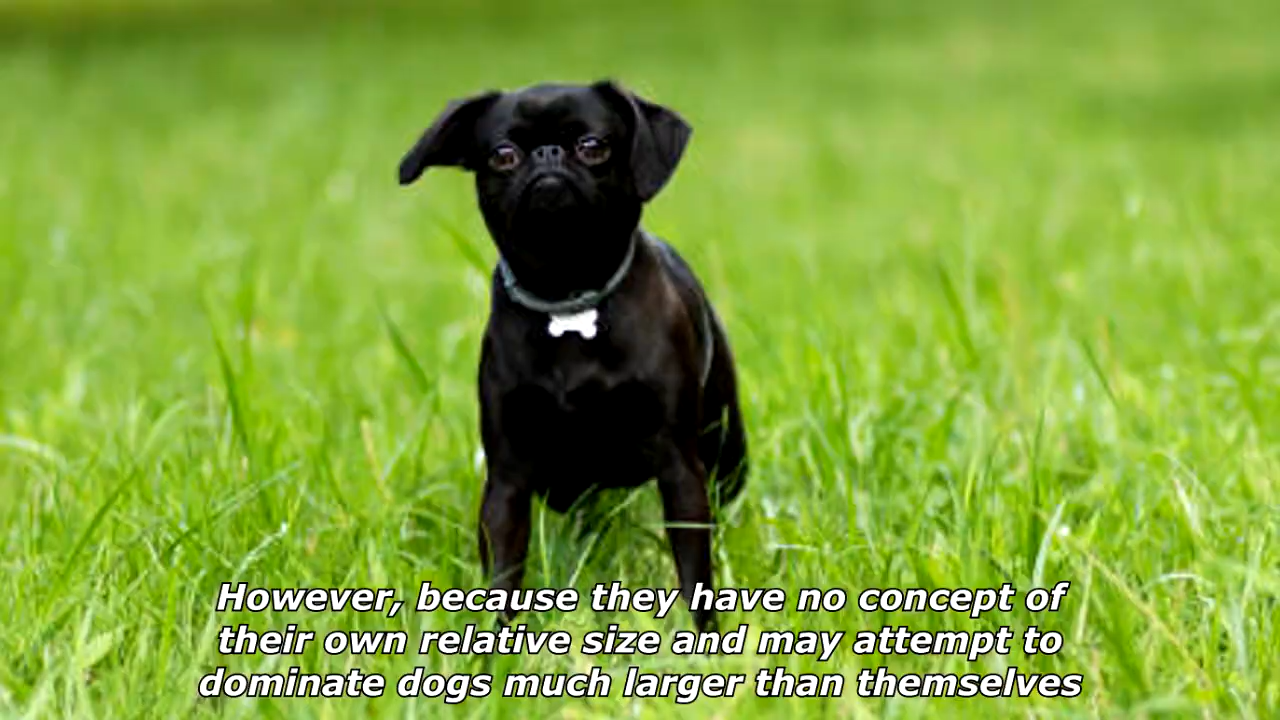 However, because they have no concept of
their own relative size and may attempt to
dominate dogs much larger than themselves